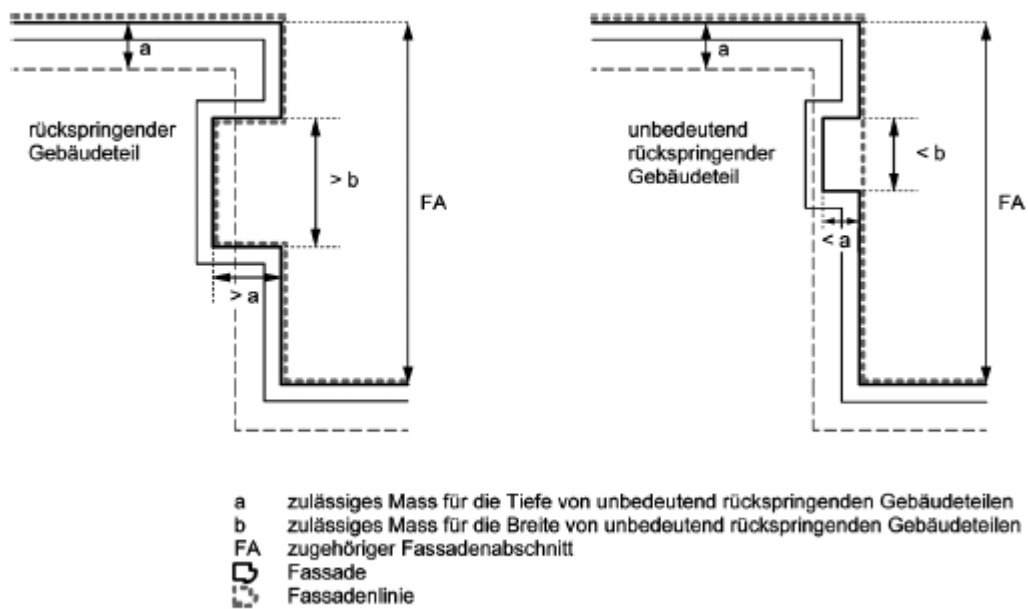 a
rückspringender
Gebäudeteil
> b
FA
> a
a
unbedeutend
rückspringender
Gebäudeteil
< b
FA
< a
a zulässiges Mass für die Tiefe von unbedeutend rückspringenden Gebäudeteilen
b zulässiges Mass für die Breite von unbedeutend rückspringenden Gebäudeteilen
FA zugehöriger Fassadenabschnitt
Fassade
Fassadenlinie